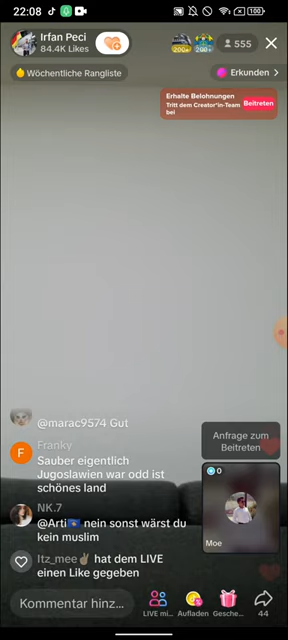 22:08
100
Irfan Peci
84.4K Likes
200+
200+
555
Wöchentliche Rangliste
Erkunden >
Erhalte Belohnungen
Tritt dem Creator*in-Team
bei
Beitreten
@marac9574 Gut
Franky
F
Sauber eigentlich
Jugoslawien war odd ist
schönes land
NK.7
@Arti🇽🇰 nein sonst wärst du
kein muslim
Itz_mee✌🏼 hat dem LIVE
einen Like gegeben
Anfrage zum
Beitreten
0
Moe
Kommentar hinz...
LIVE mi...
Aufladen
Gesche...
44